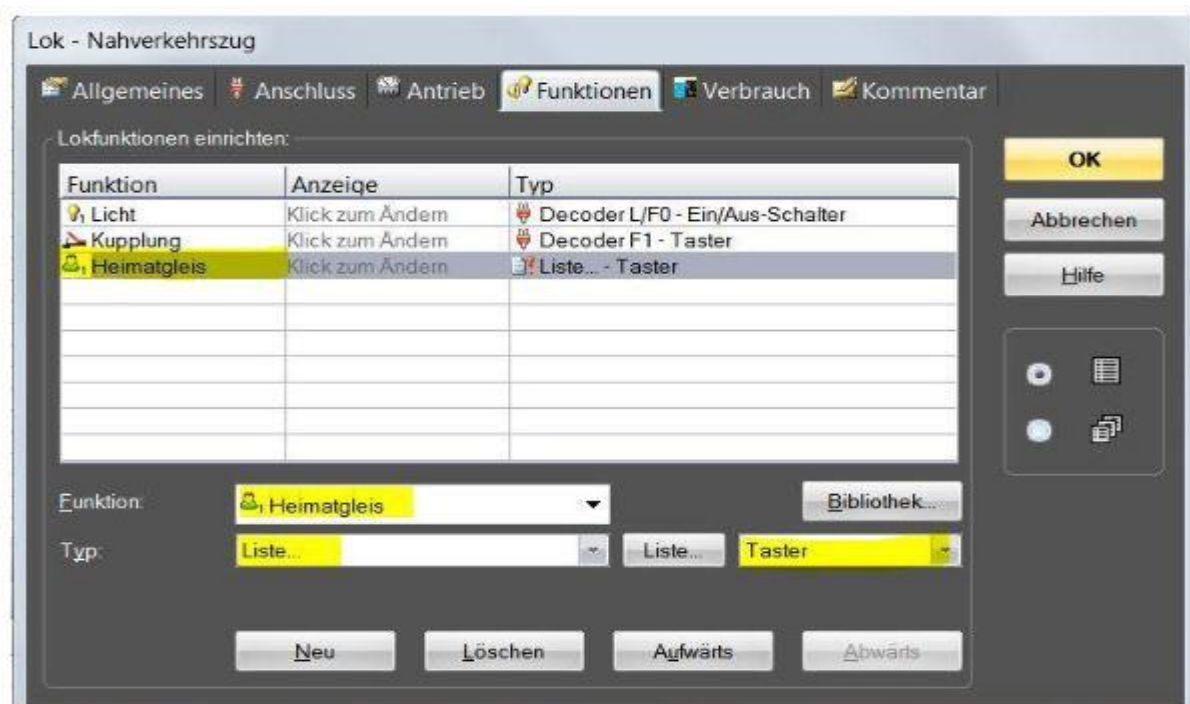 Lok - Nahverkehrszug
Allgemeines Anschluss Antrieb Funktionen Verbrauch Kommentar
Lokfunktionen einrichten:
Funktion Anzeige Typ
Licht Klick zum Ändern Decoder L/F0 - Ein/Aus-Schalter
Kupplung Klick zum Ändern Decoder F1 - Taster
Heimatgleis Klick zum Ändern Liste... - Taster
OK
Abbrechen
Hilfe
Funktion: Heimatgleis Bibliothek...
Typ: Liste... Liste... Taster
Neu Löschen Aufwärts Abwärts